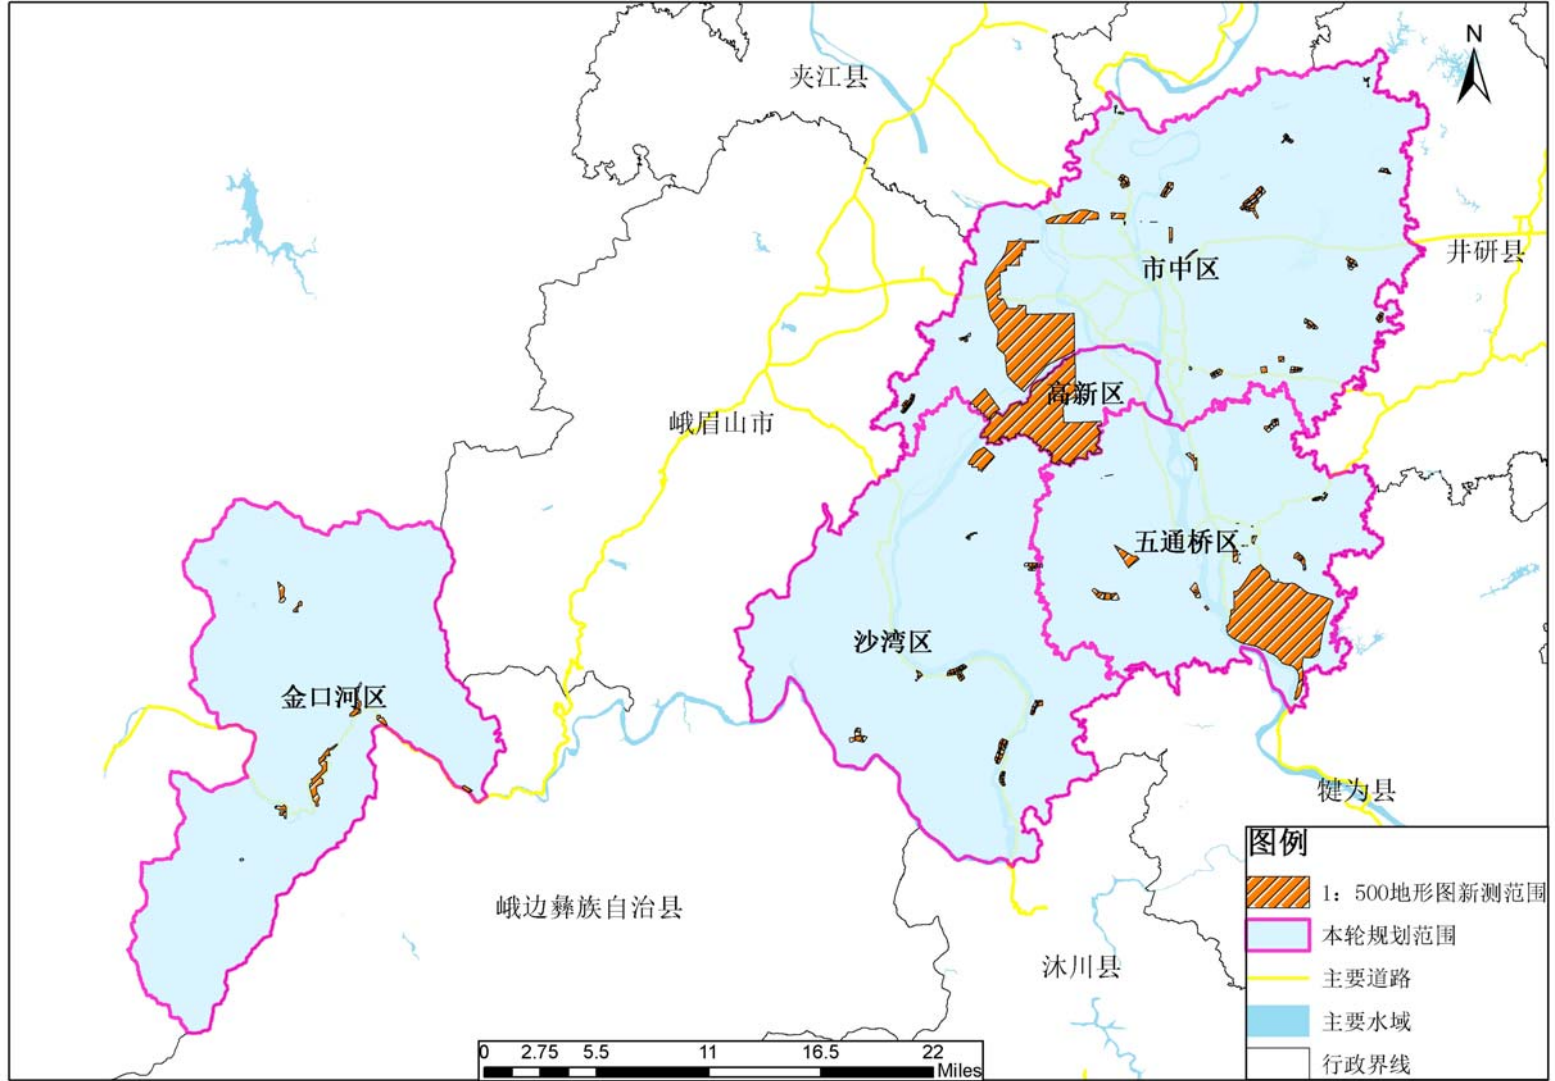 N
夹江县
井研县
市中区
高新区
峨眉山市
五通桥区
沙湾区
金口河区
犍为县
峨边彝族自治县
沐川县
图例
1：500地形图新测范围
本轮规划范围
主要道路
主要水域
行政界线
0 2.75 5.5 11 16.5 22
Miles